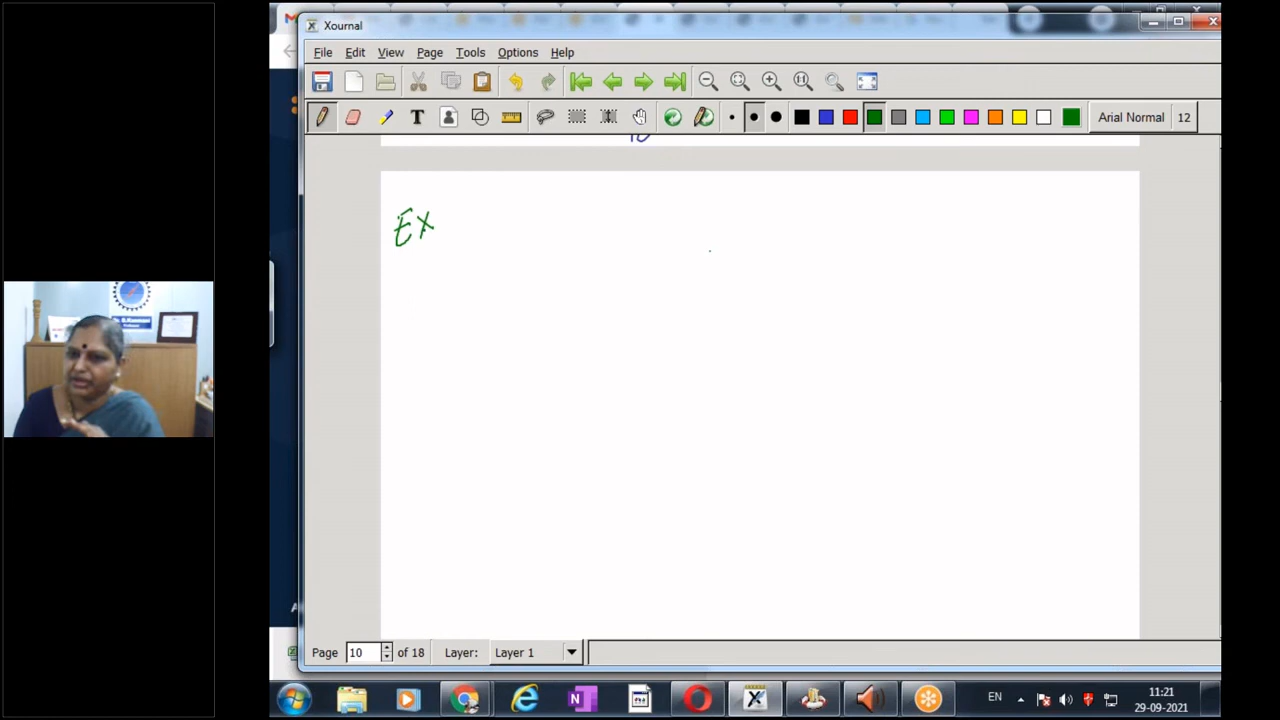 Xournal
File Edit View Page Tools Options Help
T Arial Normal 12
EX
Page 10 of 18 Layer: Layer 1
EN 11:21
29-09-2021